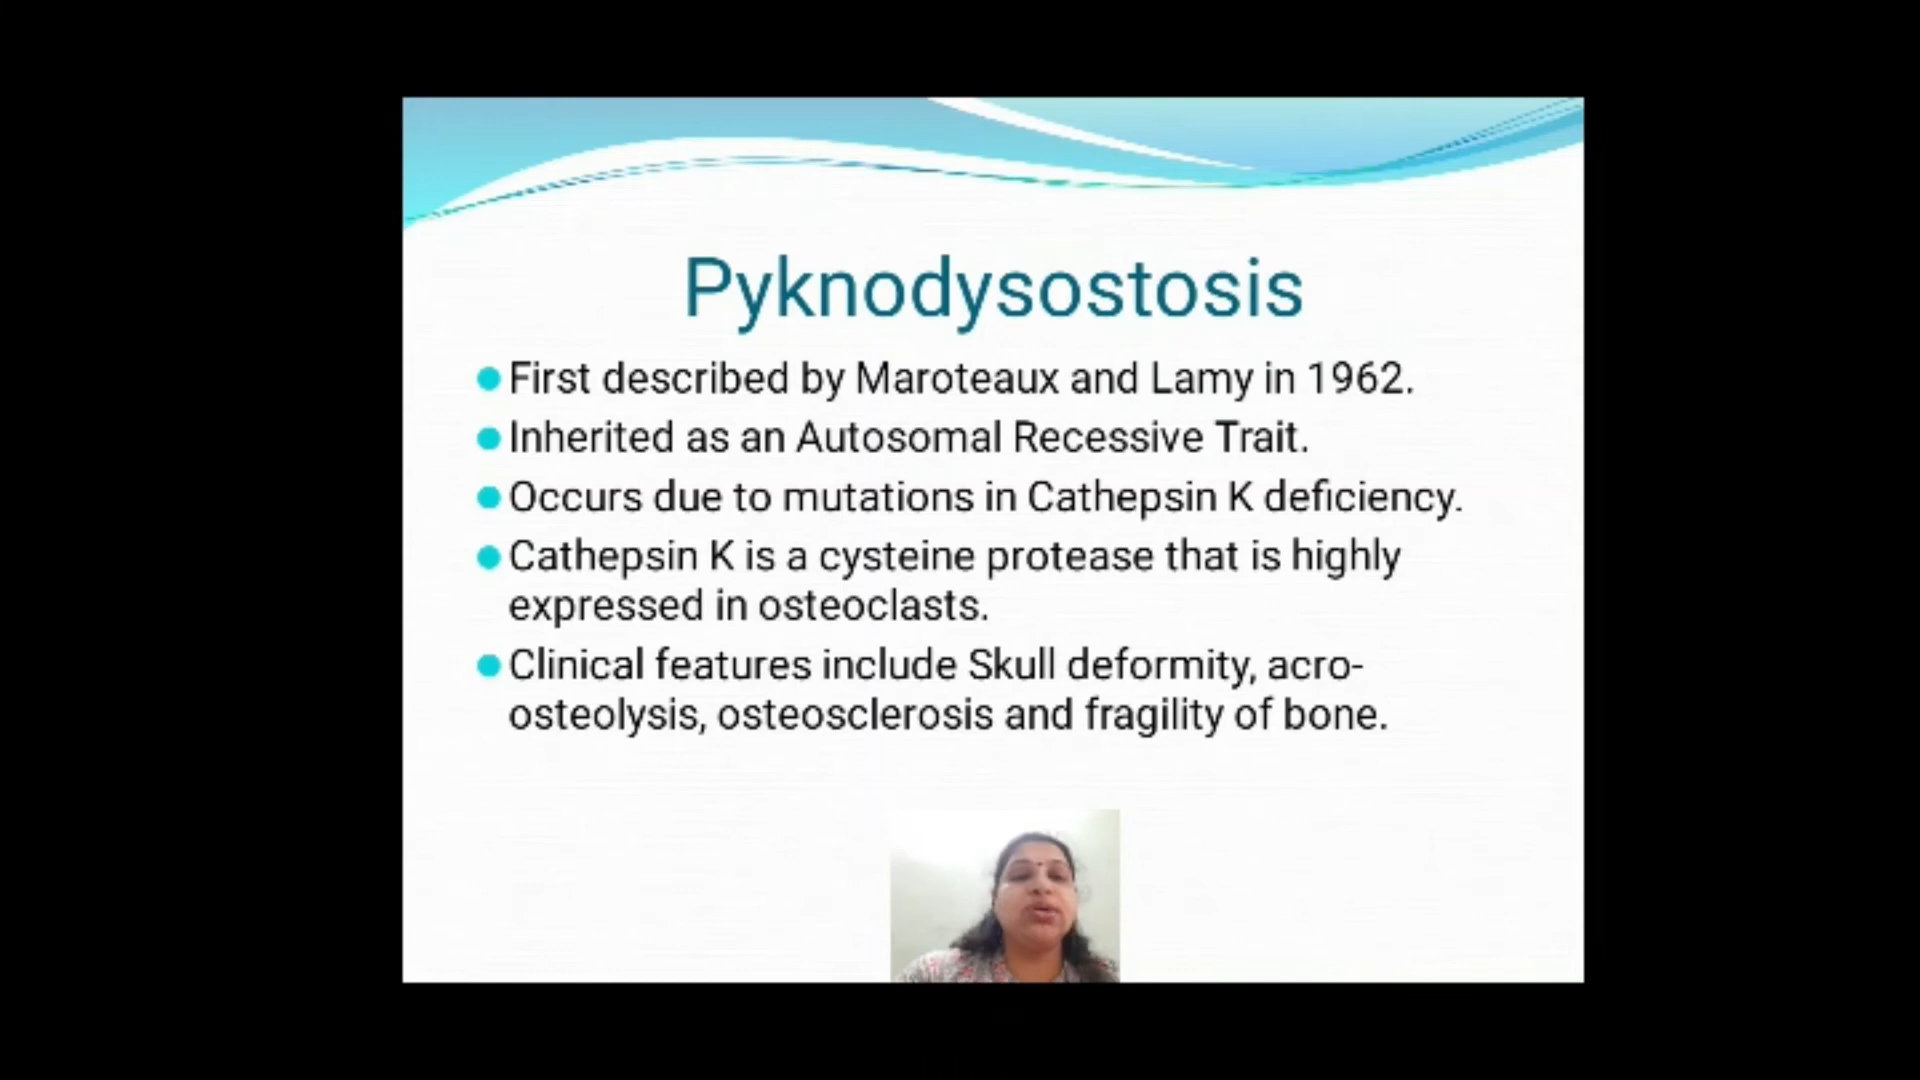 Pyknodysostosis
First described by Maroteaux and Lamy in 1962.
Inherited as an Autosomal Recessive Trait.
Occurs due to mutations in Cathepsin K deficiency.
Cathepsin K is a cysteine protease that is highly
expressed in osteoclasts.
Clinical features include Skull deformity, acro-
osteolysis, osteosclerosis and fragility of bone.